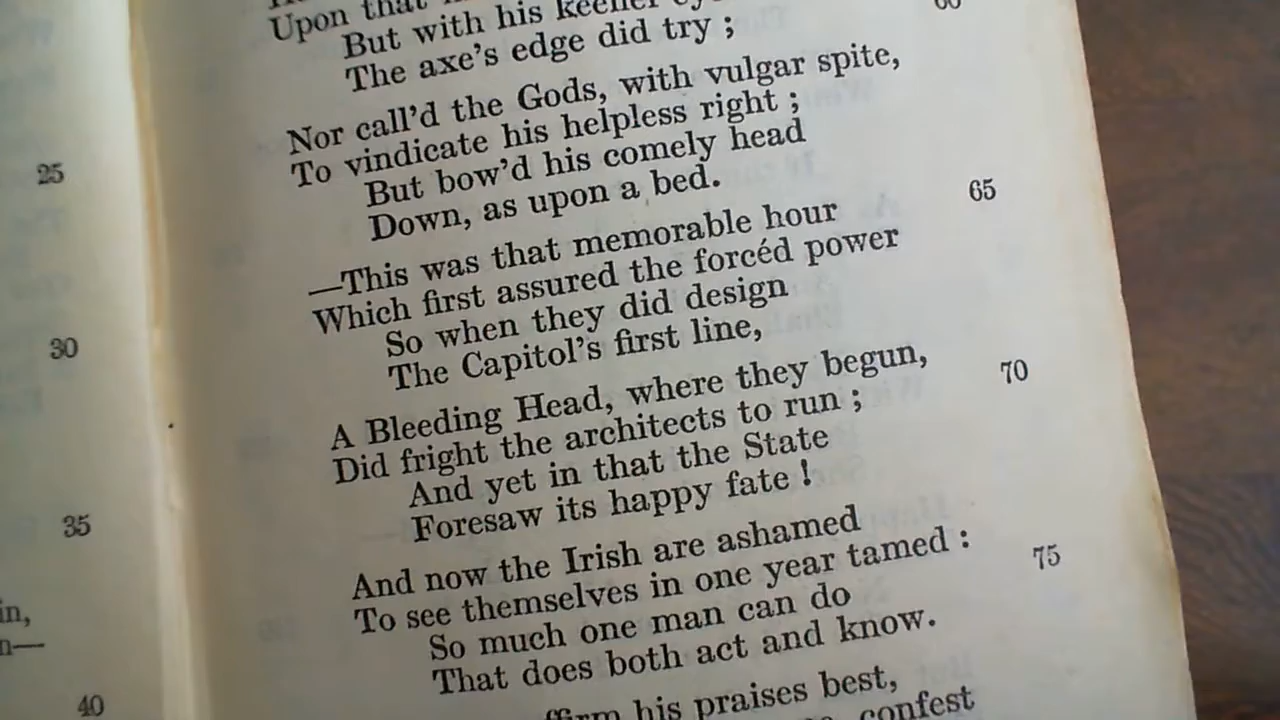 25
30
35
in,
n—
40
Upon that
But with his keener
60
The axe's edge did try ;
Nor call'd the Gods, with vulgar spite,
To vindicate his helpless right ;
But bow'd his comely head
Down, as upon a bed.
—This was that memorable hour 65
Which first assured the forcéd power
So when they did design
The Capitol's first line,
A Bleeding Head, where they begun, 70
Did fright the architects to run ;
And yet in that the State
Foresaw its happy fate !
And now the Irish are ashamed
To see themselves in one year tamed : 75
So much one man can do
That does both act and know.
his praises best,
confest